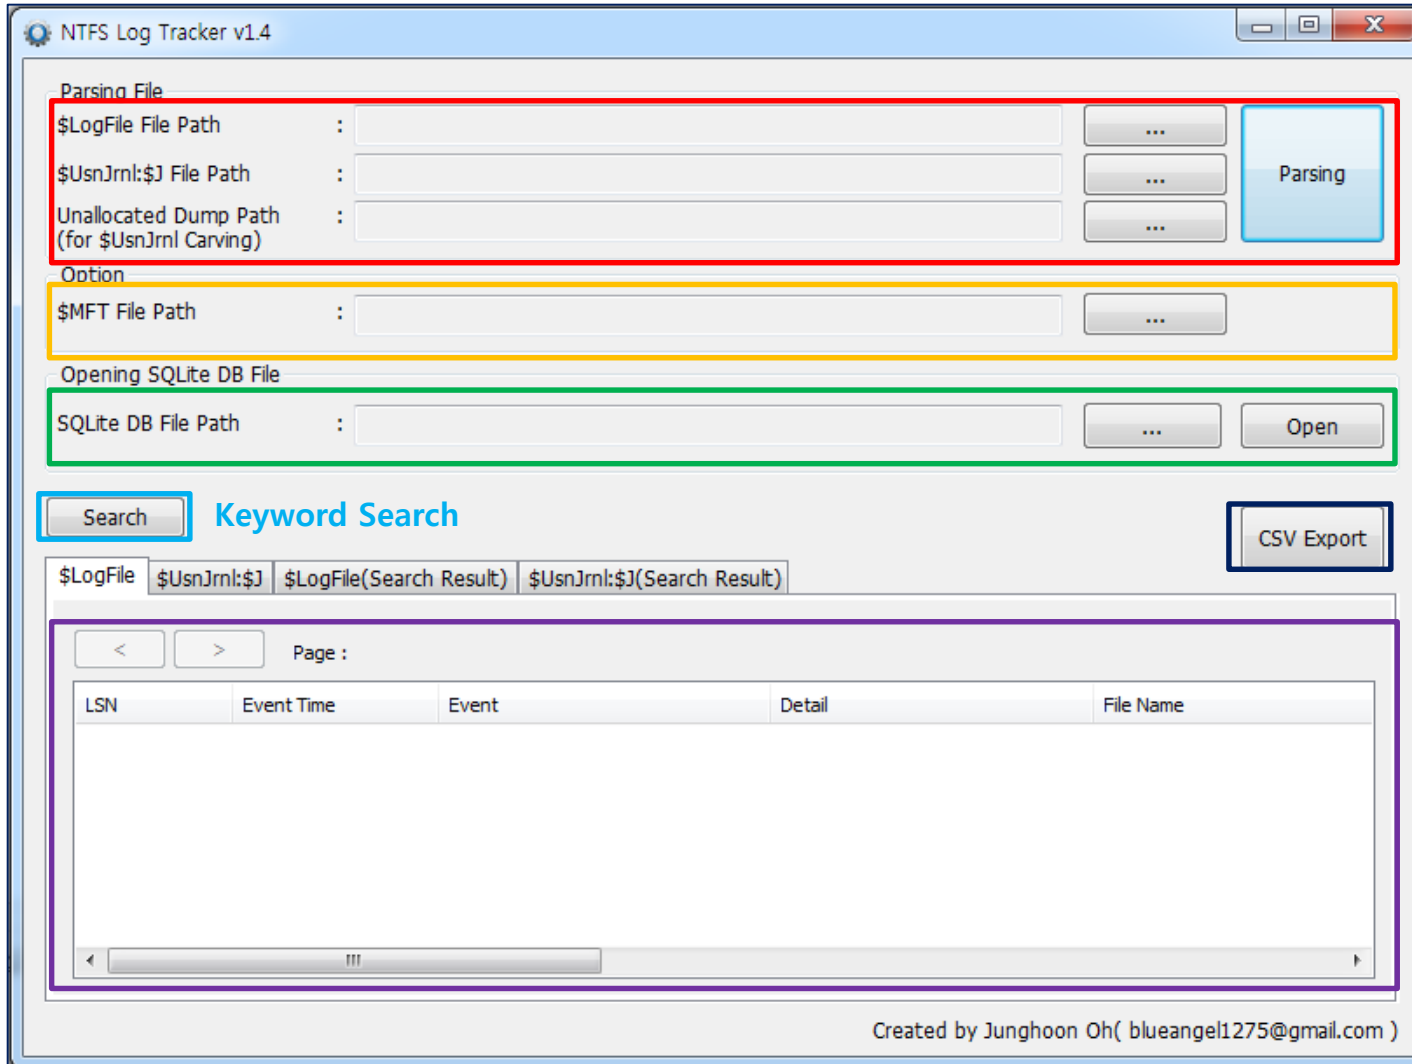 NTFS Log Tracker v1.4
Parsing File
$LogFile File Path : ... Parsing
$UsnJrnl:$J File Path : ...
Unallocated Dump Path : ...
(for $UsnJrnl Carving)
Option
$MFT File Path : ...
Opening SQLite DB File
SQLite DB File Path : ... Open
Search Keyword Search
CSV Export
$LogFile $UsnJrnl:$J $LogFile(Search Result) $UsnJrnl:$J(Search Result)
< > Page :
LSN Event Time Event Detail File Name
Created by Junghoon Oh( blueangel1275@gmail.com )